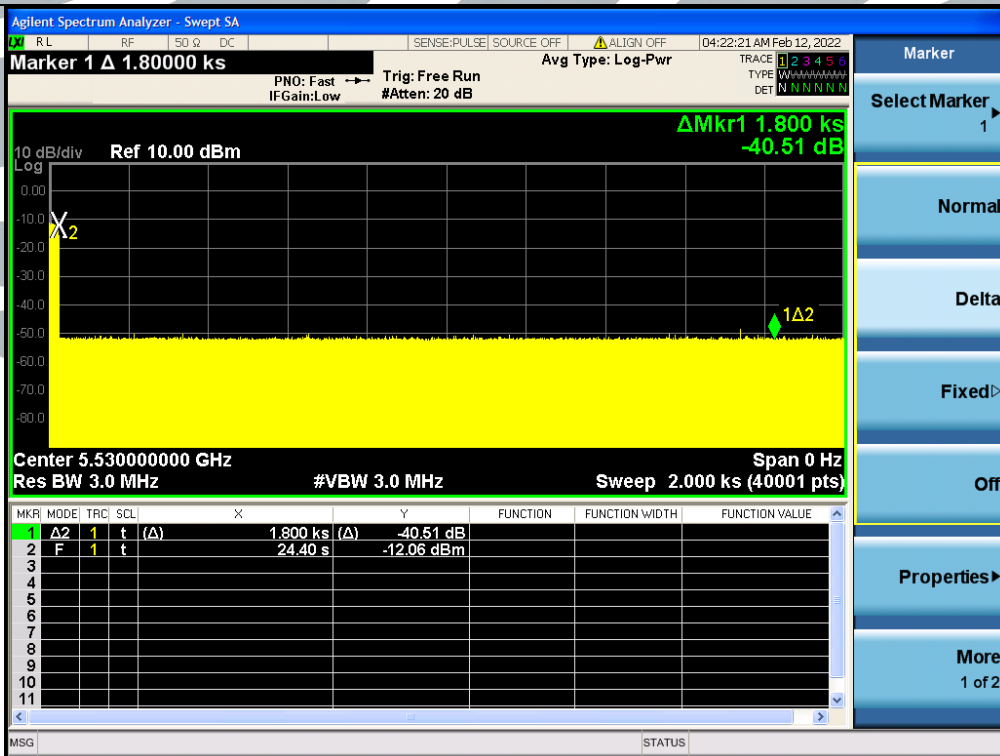 Agilent Spectrum Analyzer - Swept SA
LXI RL RF 50 Ω DC SENSE:PULSE SOURCE OFF ALIGN OFF 04:22:21 AM Feb 12, 2022
Marker 1 Δ 1.80000 ks
PNO: Fast
IFGain:Low
Trig: Free Run
#Atten: 20 dB
Avg Type: Log-Pwr
TRACE 1 2 3 4 5 6
TYPE
DET N N N N N N
ΔMkr1 1.800 ks
-40.51 dB
10 dB/div Ref 10.00 dBm
Log
0.00
-10.0
-20.0
-30.0
-40.0
-50.0
-60.0
-70.0
-80.0
X2
1Δ2
Center 5.530000000 GHz Span 0 Hz
Res BW 3.0 MHz #VBW 3.0 MHz Sweep 2.000 ks (40001 pts)
MKR MODE TRC SCL X Y FUNCTION FUNCTION WIDTH FUNCTION VALUE
1 Δ2 1 t (Δ) 1.800 ks (Δ) -40.51 dB
2 F 1 t 24.40 s -12.06 dBm
3
4
5
6
7
8
9
10
11
MSG STATUS
Marker
Select Marker
1
Normal
Delta
Fixed
Off
Properties
More
1 of 2